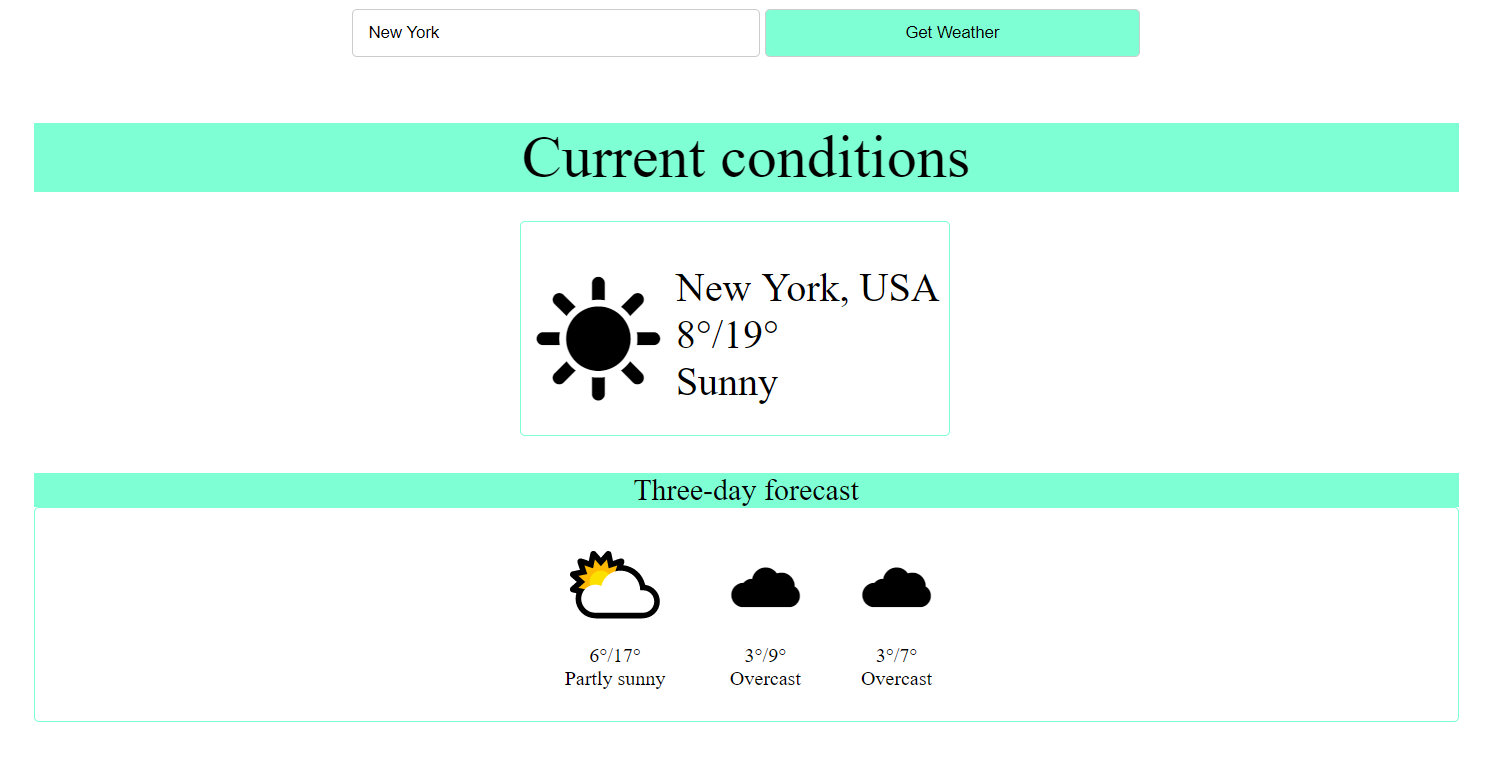 New York
Get Weather
Current conditions
New York, USA
8°/19°
Sunny
Three-day forecast
6°/17°
Partly sunny
3°/9°
Overcast
3°/7°
Overcast